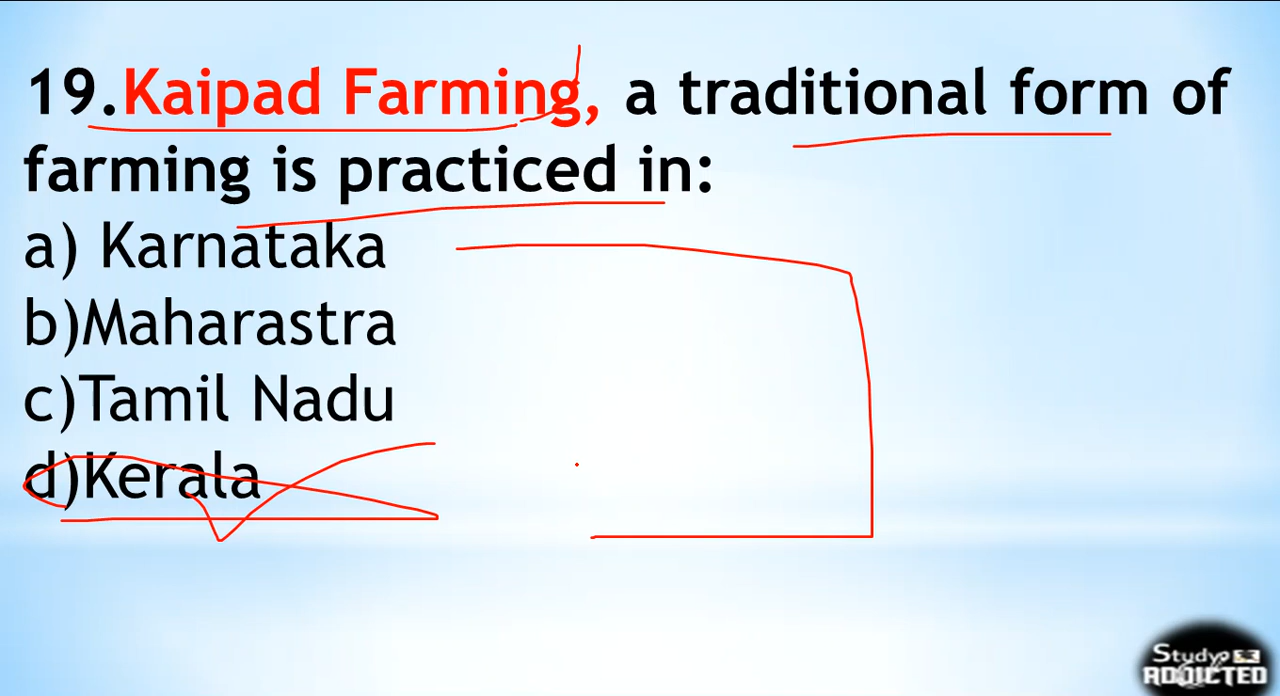 19.Kaipad Farming, a traditional form of
farming is practiced in:
a) Karnataka
b)Maharastra
c)Tamil Nadu
d)Kerala
Study
ADDICTED